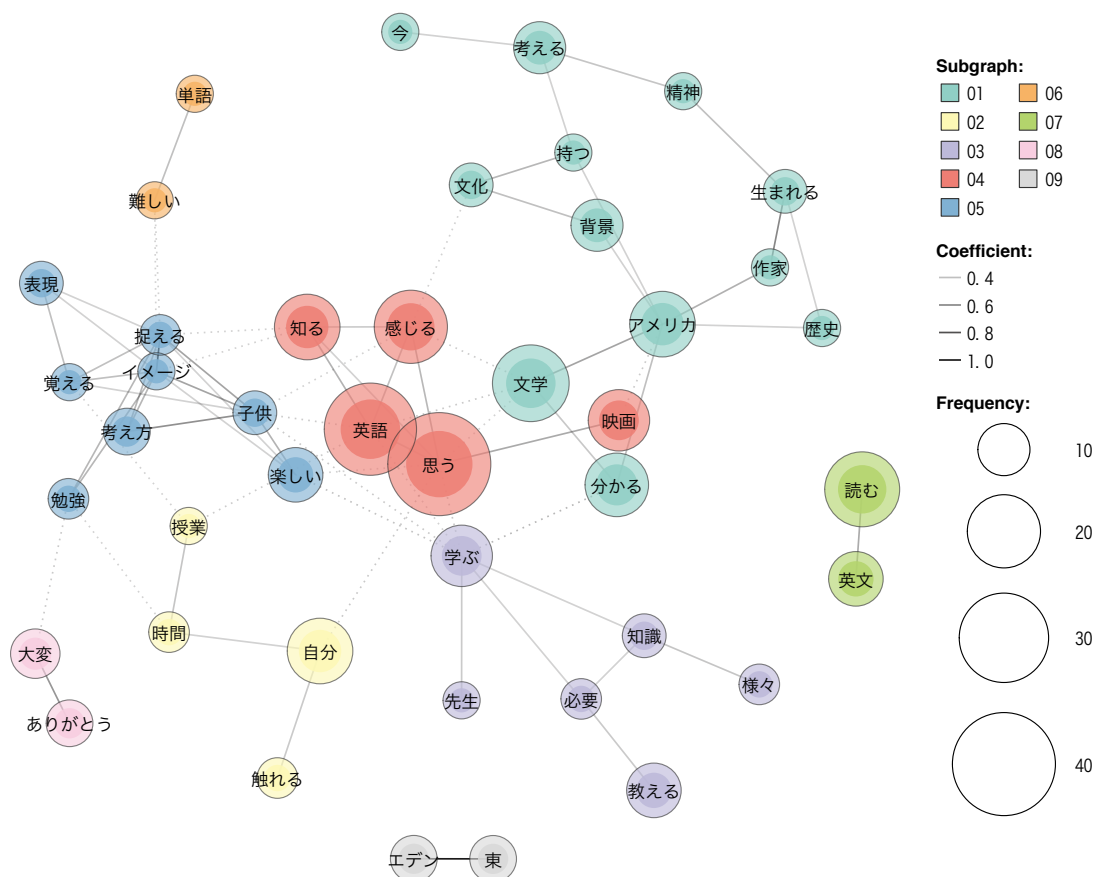 今
考える
精神
単語
持つ
文化
生まれる
難しい
背景
作家
表現
アメリカ
歴史
捉える
知る
感じる
イメージ
覚える
文学
子供
映画
考え方
英語
思う
楽しい
分かる
勉強
授業
学ぶ
読む
英文
時間
自分
知識
大変
様々
先生
必要
ありがとう
触れる
教える
エデン
東
Subgraph:
01
02
03
04
05
06
07
08
09
Coefficient:
0.4
0.6
0.8
1.0
Frequency:
10
20
30
40